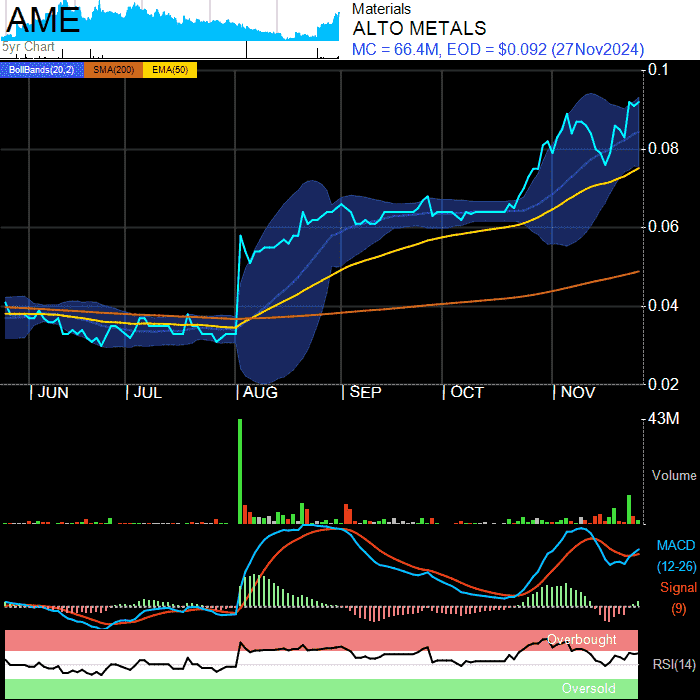 AME
5yr Chart
Materials
ALTO METALS
MC = 66.4M, EOD = $0.092 (27Nov2024)
BollBands(20,2) SMA(200) EMA(50)
0.1
0.08
0.06
0.04
0.02
JUN JUL AUG SEP OCT NOV
43M
Volume
MACD
(12-26)
Signal
(9)
Overbought
RSI(14)
Oversold